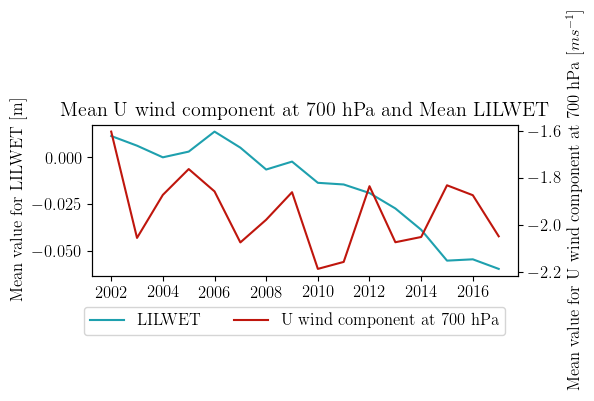 Mean U wind component at 700 hPa and Mean LILWET
Mean value for LILWET [m]
0.000
−0.025
−0.050
−1.6
−1.8
−2.0
−2.2
Mean value for U wind component at 700 hPa [ms⁻¹]
2002 2004 2006 2008 2010 2012 2014 2016
LILWET U wind component at 700 hPa